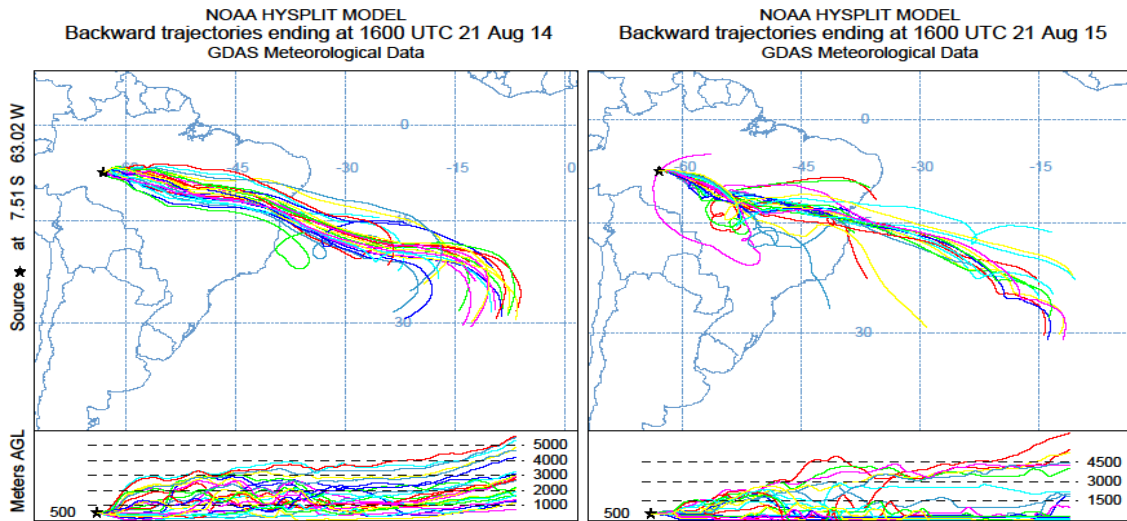 NOAA HYSPLIT MODEL
Backward trajectories ending at 1600 UTC 21 Aug 14
GDAS Meteorological Data
Source ★ at 7.51 S 63.02 W
0
-45
-30
-15
0
30
Meters AGL
500
5000
4000
3000
2000
1000
NOAA HYSPLIT MODEL
Backward trajectories ending at 1600 UTC 21 Aug 15
GDAS Meteorological Data
0
-60
-45
-30
-15
30
500
4500
3000
1500